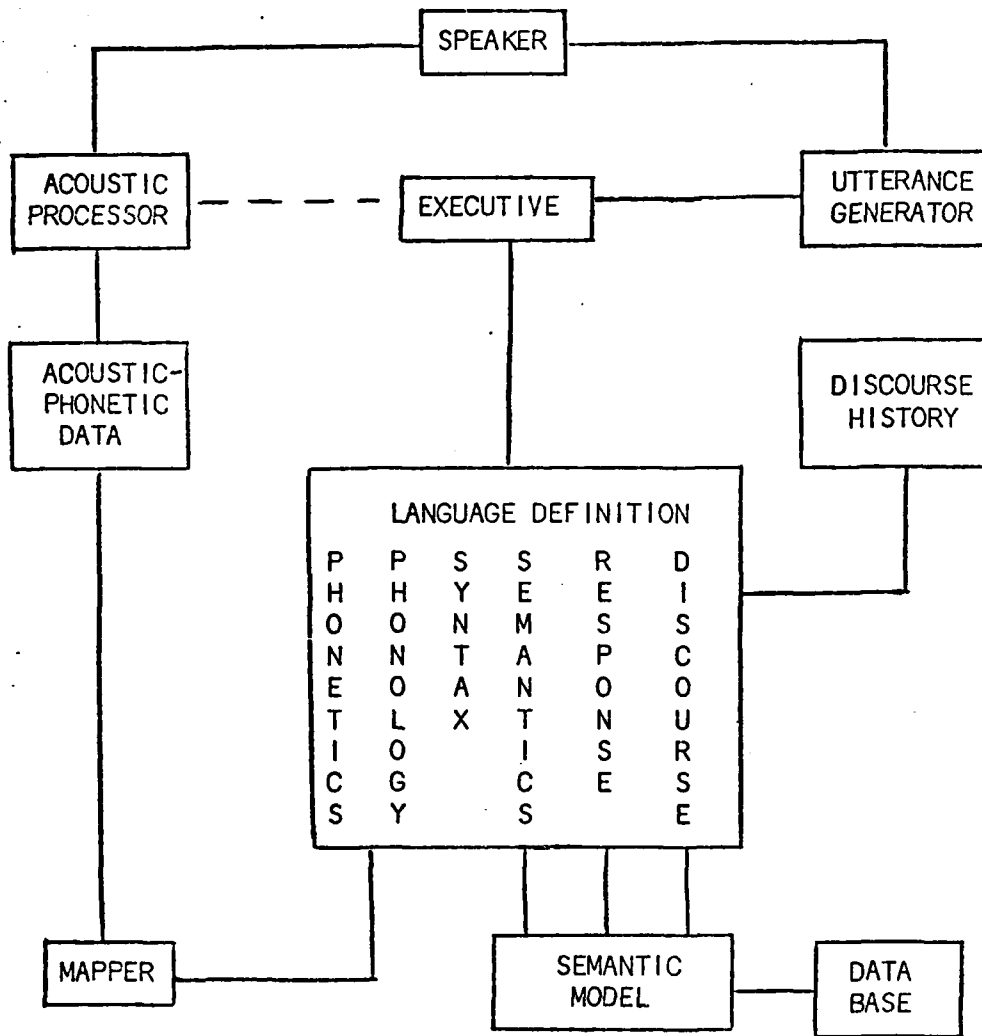 SPEAKER
ACOUSTIC
PROCESSOR
EXECUTIVE
UTTERANCE
GENERATOR
ACOUSTIC-
PHONETIC
DATA
DISCOURSE
HISTORY
LANGUAGE DEFINITION
PHONETICS
PHONOLOGY
SYNTAX
SEMANTICS
RESPONSE
DISCOURSE
MAPPER
SEMANTIC
MODEL
DATA
BASE